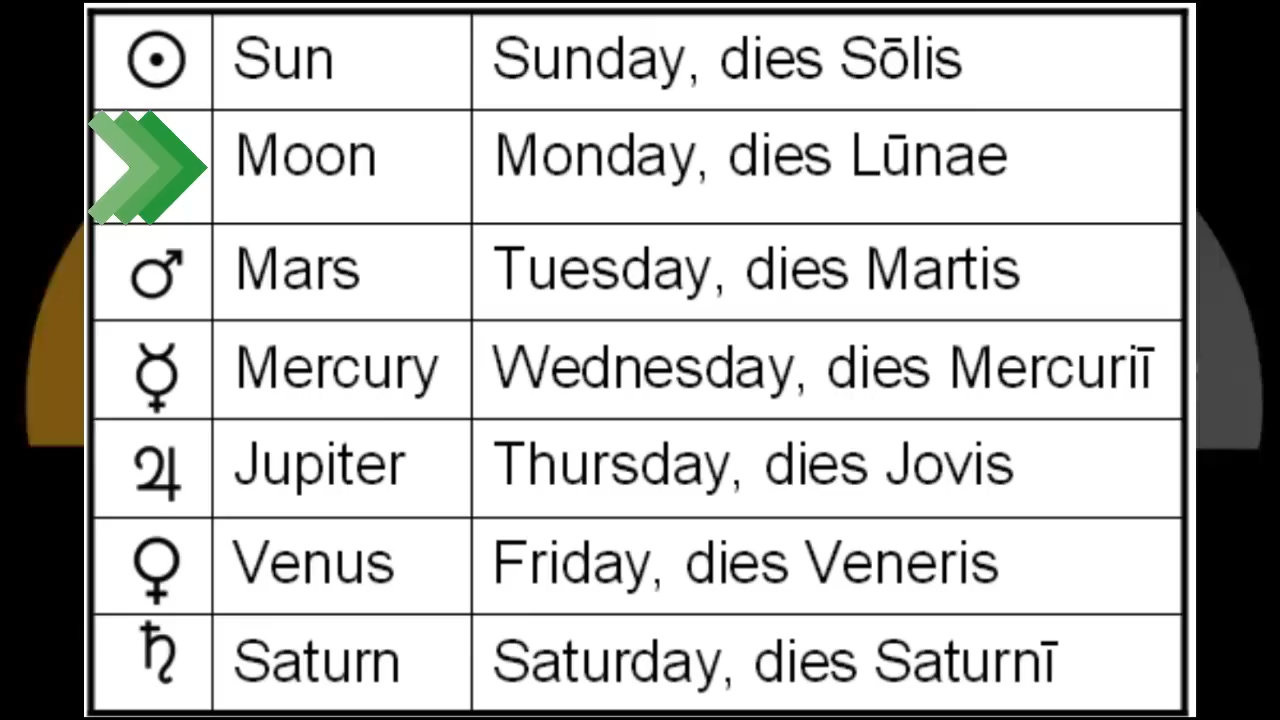 ☉ Sun Sunday, dies Sōlis
Moon Monday, dies Lūnae
♂ Mars Tuesday, dies Martis
☿ Mercury Wednesday, dies Mercuriī
♃ Jupiter Thursday, dies Jovis
♀ Venus Friday, dies Veneris
♄ Saturn Saturday, dies Saturnī